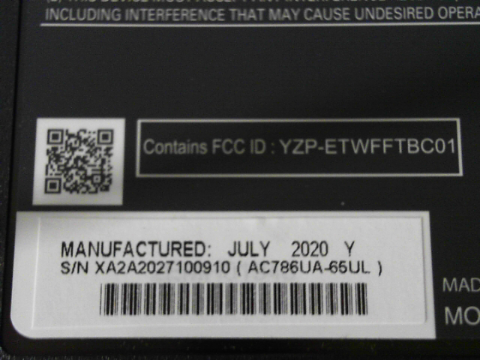 INCLUDING INTERFERENCE THAT MAY CAUSE UNDESIRED OPERA
Contains FCC ID : YZP-ETWFFTBC01
MANUFACTURED: JULY 2020 Y
S/N XA2A2027100910 ( AC786UA-65UL )
MAD
MO